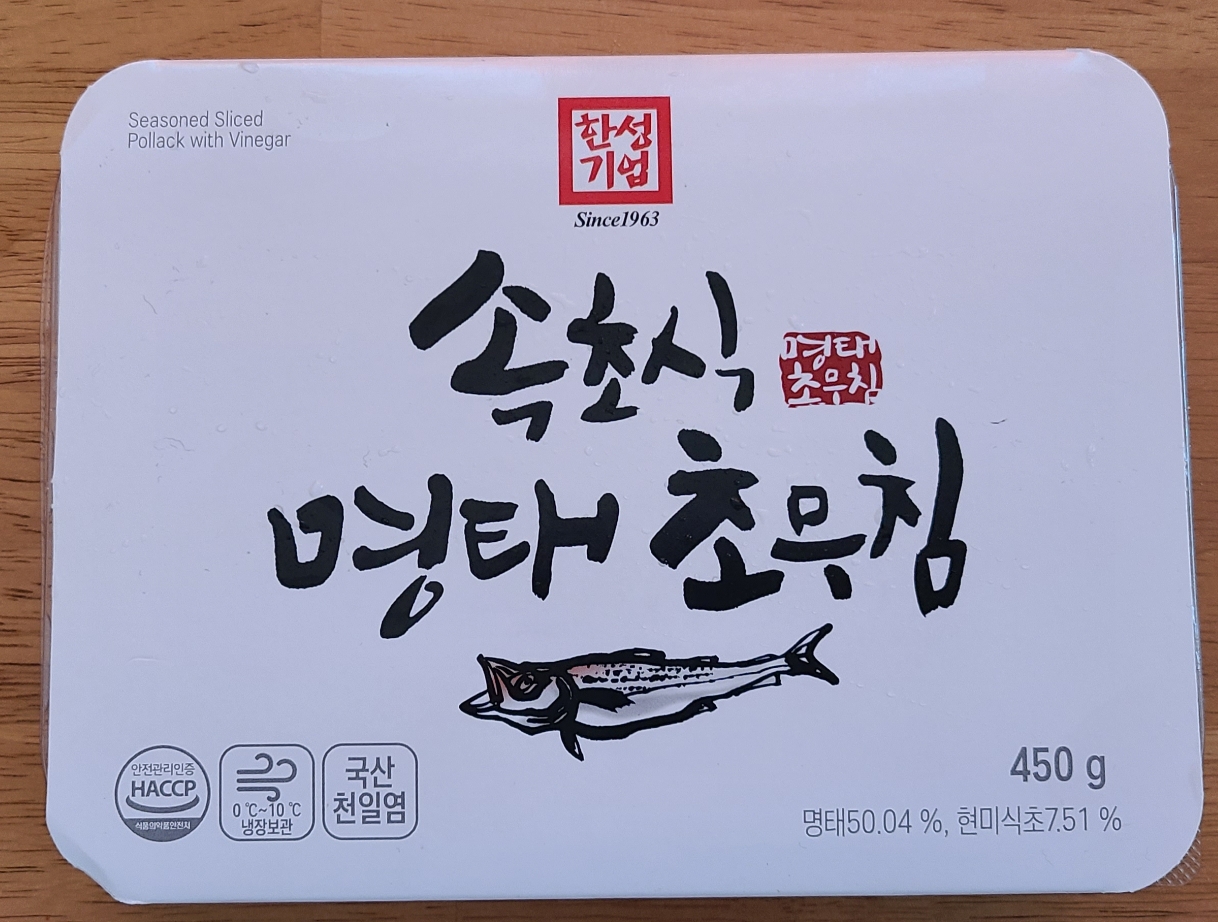 Seasoned Sliced
Pollack with Vinegar
한성
기업
Since1963
속초식
명태
초무침
명태 초무침
안전관리인증
HACCP
식품의약품안전처
0 ℃~10 ℃
냉장보관
국산
천일염
450 g
명태50.04 %, 현미식초7.51 %